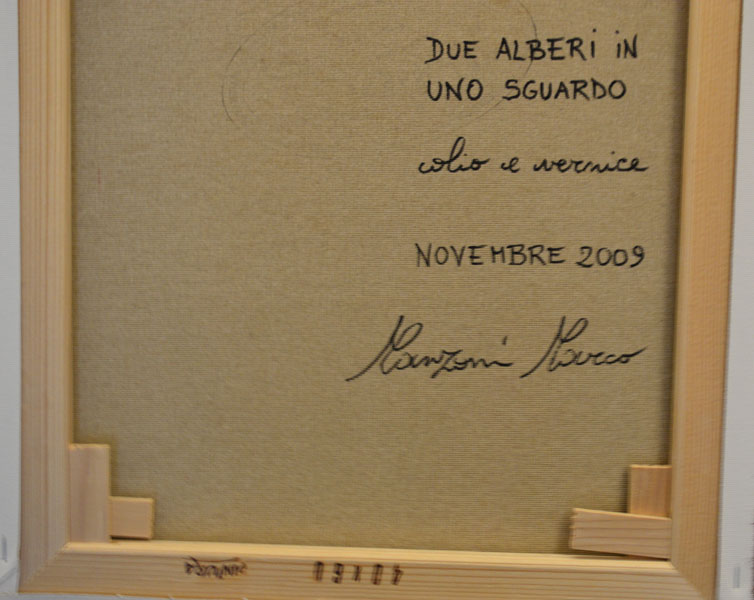 DUE ALBERI IN
UNO SGUARDO
olio e vernice
NOVEMBRE 2009
Manzoni Marco